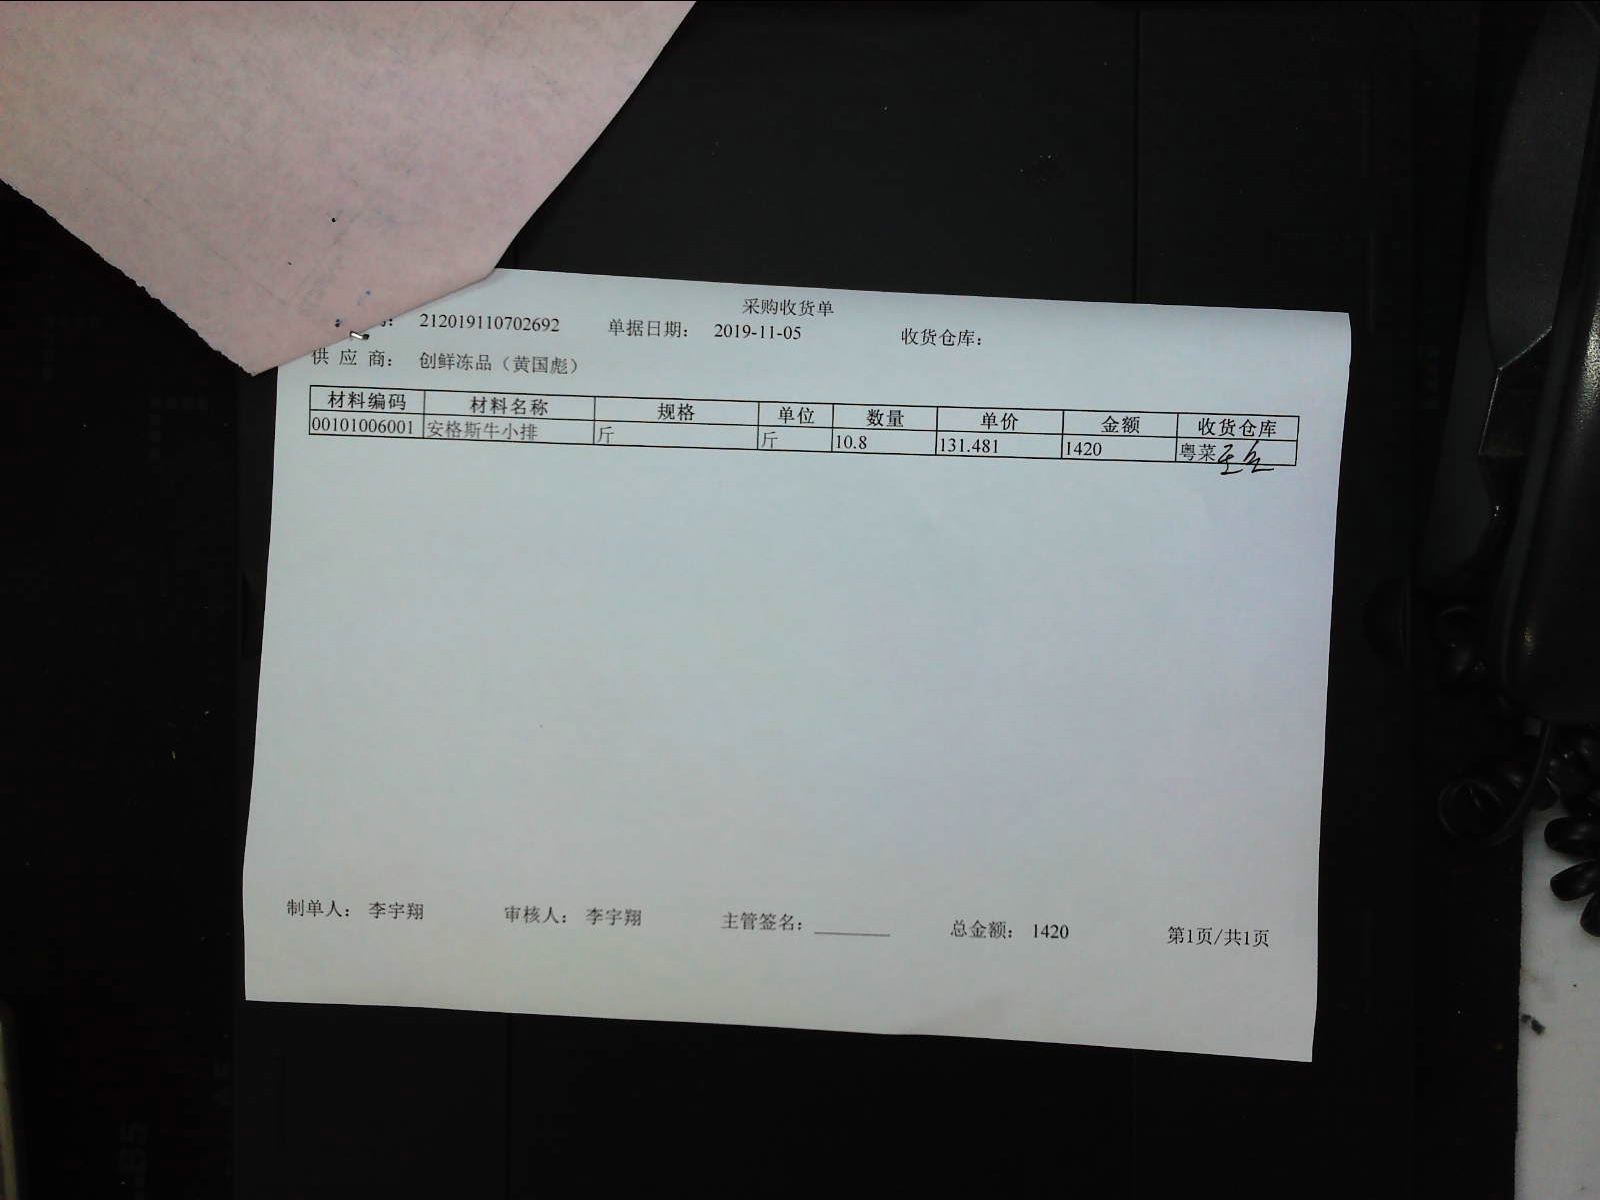 采购收货单
212019110702692 单据日期： 2019-11-05 收货仓库：
供 应 商： 创鲜冻品（黄国彪）
材料编码 材料名称 规格 单位 数量 单价 金额 收货仓库
00101006001 安格斯牛小排 斤 斤 10.8 131.481 1420 粤菜
制单人： 李宇翔 审核人： 李宇翔 主管签名： 总金额： 1420 第1页/共1页